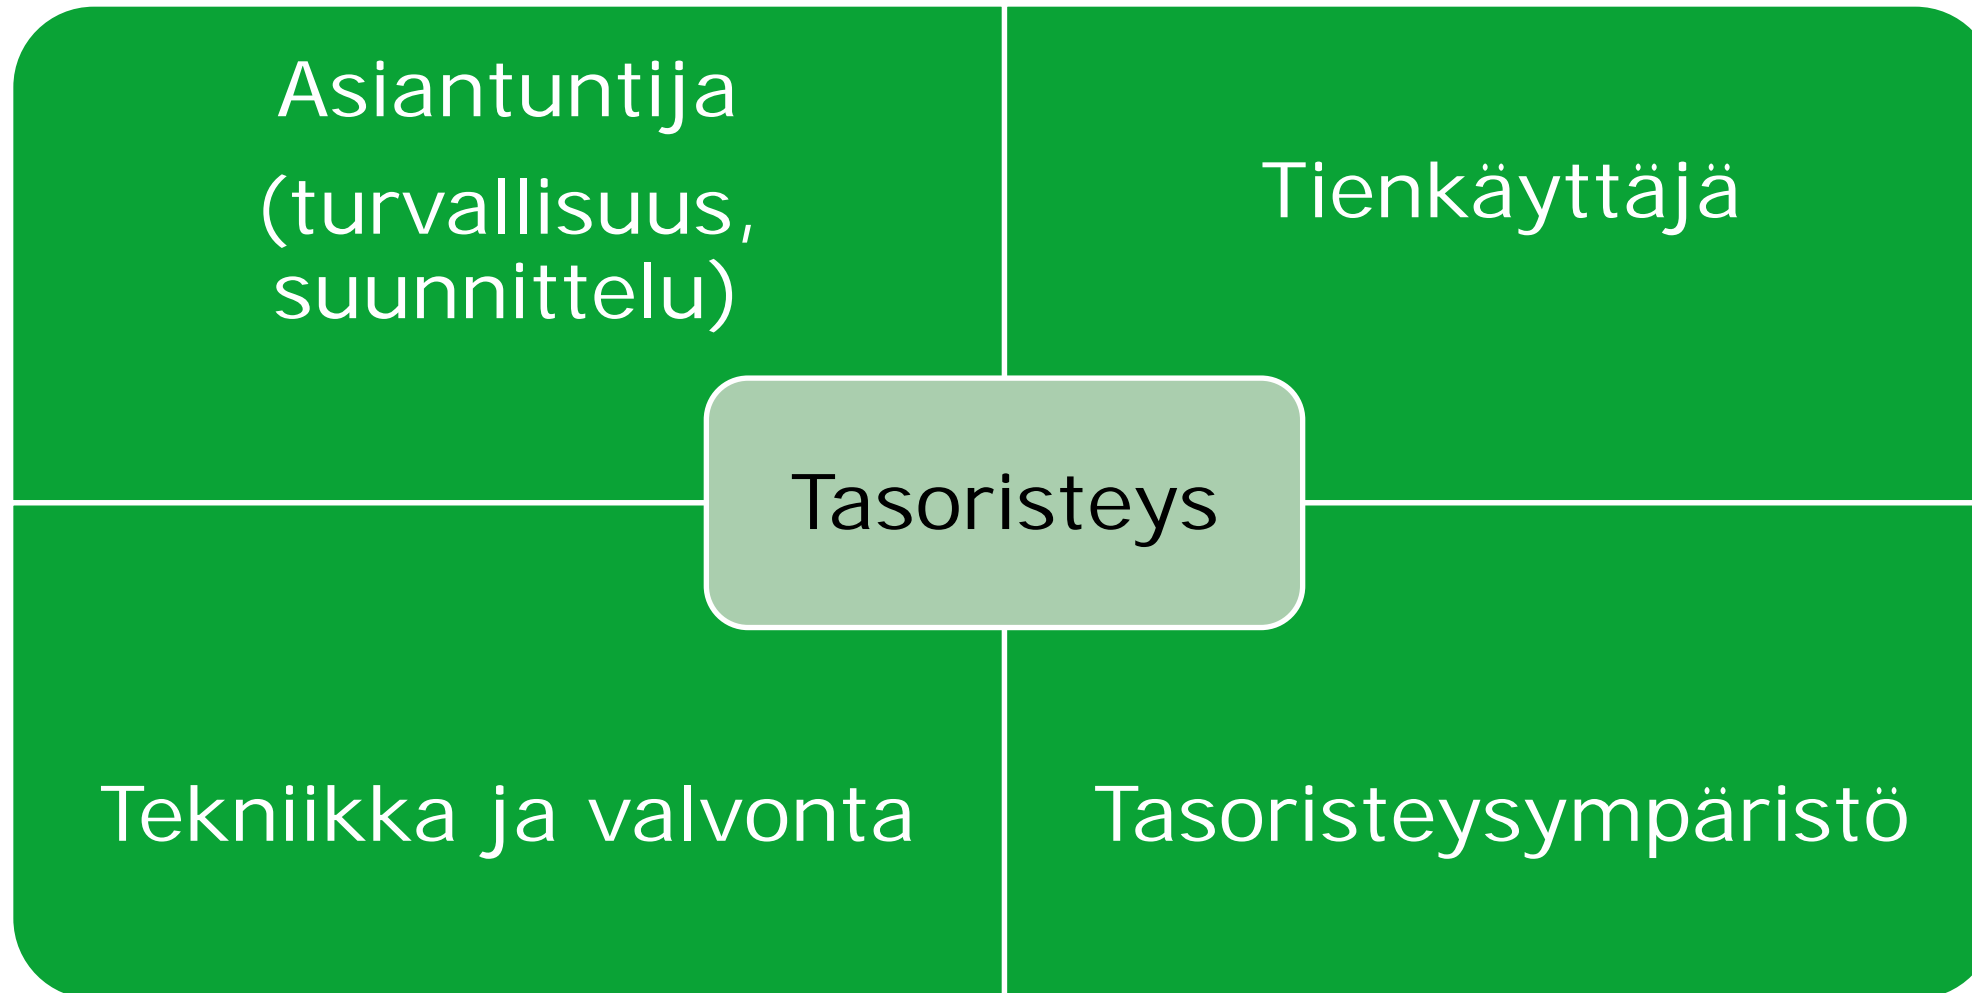 Asiantuntija
(turvallisuus,
suunnittelu)
Tienkäyttäjä
Tasoristeys
Tekniikka ja valvonta
Tasoristeysympäristö